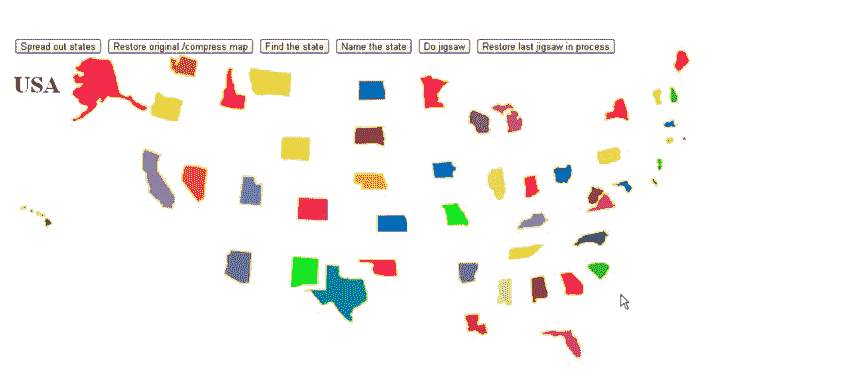 Spread out states Restore original /compress map Find the state Name the state Do jigsaw Restore last jigsaw in process
USA